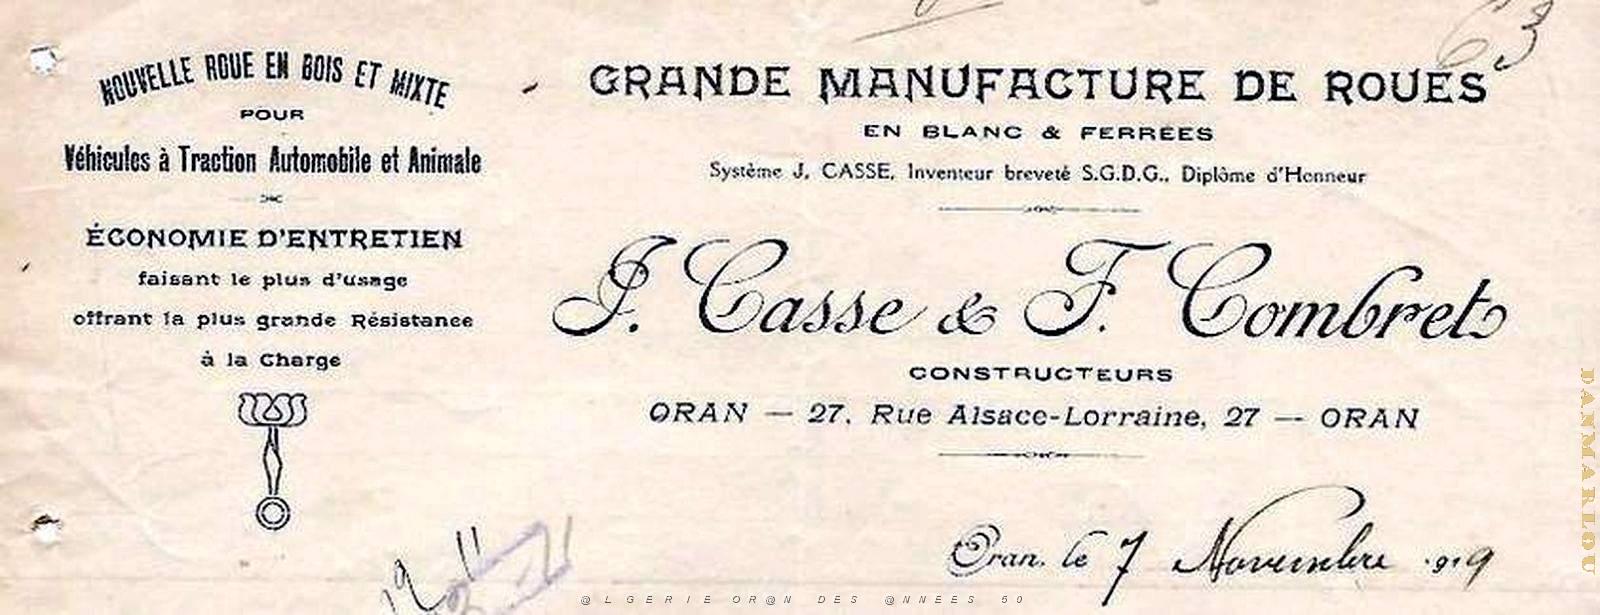 63
NOUVELLE ROUE EN BOIS ET MIXTE
POUR
Véhicules à Traction Automobile et Animale
ÉCONOMIE D'ENTRETIEN
faisant le plus d'usage
offrant la plus grande Résistance
à la Charge
GRANDE MANUFACTURE DE ROUES
EN BLANC & FERRÉES
Système J. CASSE, Inventeur breveté S.G.D.G., Diplôme d'Honneur
J. Casse & F. Combret
CONSTRUCTEURS
ORAN — 27, Rue Alsace-Lorraine, 27 — ORAN
Oran, le 7 Novembre 1919
@LGERIE OR@N DES @NNEES 50
DANMARLOU